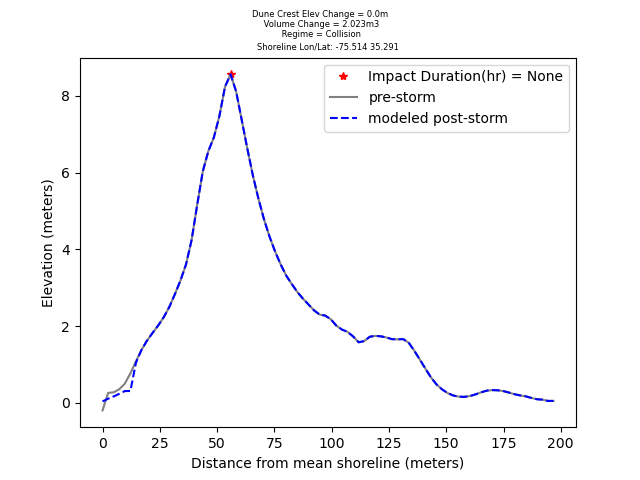 Dune Crest Elev Change = 0.0m
Volume Change = 2.023m3
Regime = Collision
Shoreline Lon/Lat: -75.514 35.291
Impact Duration(hr) = None
pre-storm
modeled post-storm
Elevation (meters)
8
6
4
2
0
0 25 50 75 100 125 150 175 200
Distance from mean shoreline (meters)